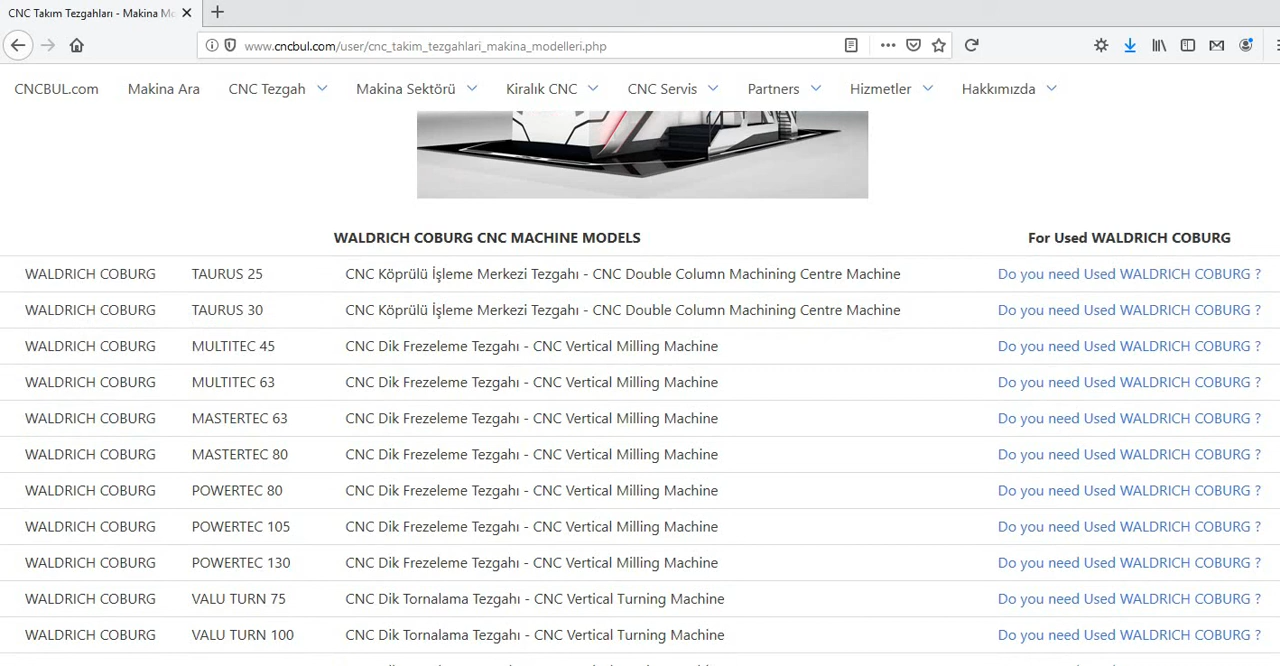 CNC Takım Tezgahları - Makina Mo
www.cncbul.com/user/cnc_takim_tezgahlari_makina_modelleri.php
CNCBUL.com Makina Ara CNC Tezgah Makina Sektörü Kiralık CNC CNC Servis Partners Hizmetler Hakkımızda
WALDRICH COBURG CNC MACHINE MODELS For Used WALDRICH COBURG
WALDRICH COBURG TAURUS 25 CNC Köprülü İşleme Merkezi Tezgahı - CNC Double Column Machining Centre Machine Do you need Used WALDRICH COBURG ?
WALDRICH COBURG TAURUS 30 CNC Köprülü İşleme Merkezi Tezgahı - CNC Double Column Machining Centre Machine Do you need Used WALDRICH COBURG ?
WALDRICH COBURG MULTITEC 45 CNC Dik Frezeleme Tezgahı - CNC Vertical Milling Machine Do you need Used WALDRICH COBURG ?
WALDRICH COBURG MULTITEC 63 CNC Dik Frezeleme Tezgahı - CNC Vertical Milling Machine Do you need Used WALDRICH COBURG ?
WALDRICH COBURG MASTERTEC 63 CNC Dik Frezeleme Tezgahı - CNC Vertical Milling Machine Do you need Used WALDRICH COBURG ?
WALDRICH COBURG MASTERTEC 80 CNC Dik Frezeleme Tezgahı - CNC Vertical Milling Machine Do you need Used WALDRICH COBURG ?
WALDRICH COBURG POWERTEC 80 CNC Dik Frezeleme Tezgahı - CNC Vertical Milling Machine Do you need Used WALDRICH COBURG ?
WALDRICH COBURG POWERTEC 105 CNC Dik Frezeleme Tezgahı - CNC Vertical Milling Machine Do you need Used WALDRICH COBURG ?
WALDRICH COBURG POWERTEC 130 CNC Dik Frezeleme Tezgahı - CNC Vertical Milling Machine Do you need Used WALDRICH COBURG ?
WALDRICH COBURG VALU TURN 75 CNC Dik Tornalama Tezgahı - CNC Vertical Turning Machine Do you need Used WALDRICH COBURG ?
WALDRICH COBURG VALU TURN 100 CNC Dik Tornalama Tezgahı - CNC Vertical Turning Machine Do you need Used WALDRICH COBURG ?